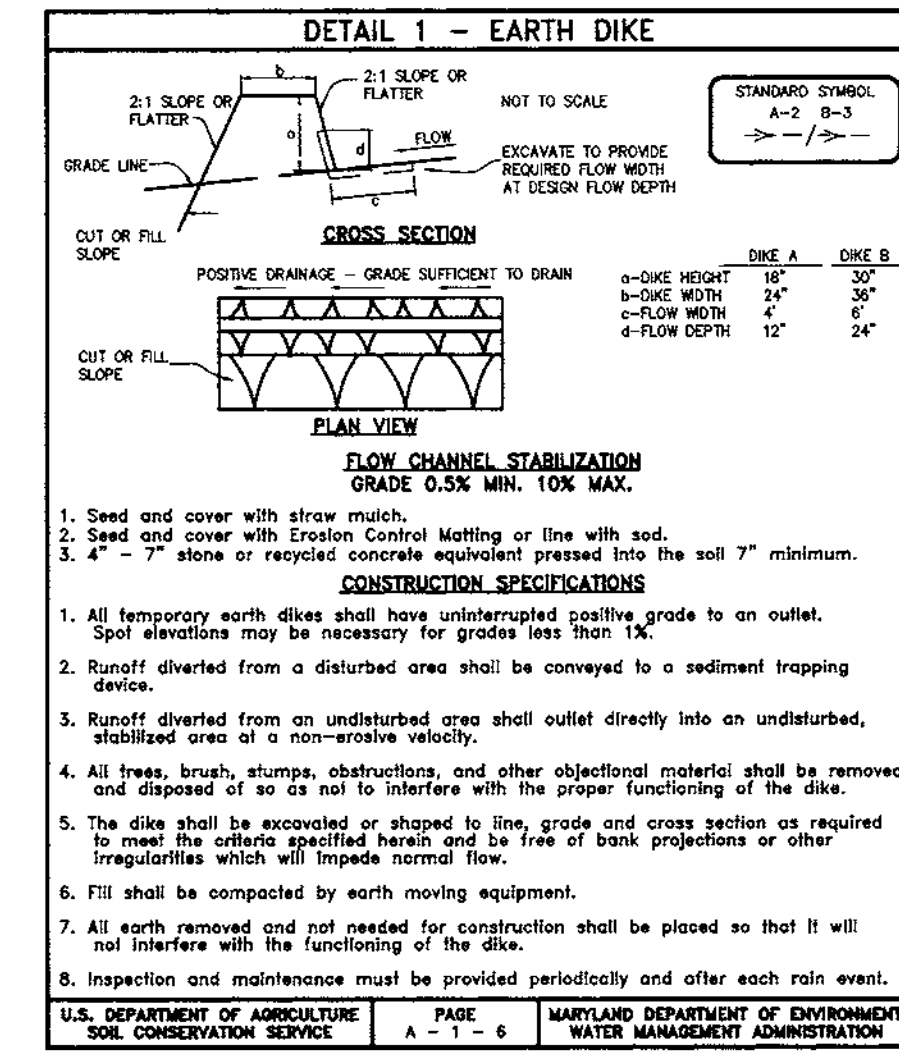 DETAIL 1 – EARTH DIKE
b
2:1 SLOPE OR
FLATTER
2:1 SLOPE OR
FLATTER
NOT TO SCALE
STANDARD SYMBOL
A-2 B-3
a
d
FLOW
GRADE LINE
EXCAVATE TO PROVIDE
REQUIRED FLOW WIDTH
AT DESIGN FLOW DEPTH
c
CUT OR FILL
SLOPE
CROSS SECTION
POSITIVE DRAINAGE – GRADE SUFFICIENT TO DRAIN
DIKE A DIKE B
a-DIKE HEIGHT 18" 30"
b-DIKE WIDTH 24" 36"
c-FLOW WIDTH 4' 6'
d-FLOW DEPTH 12" 24"
CUT OR FILL
SLOPE
PLAN VIEW
FLOW CHANNEL STABILIZATION
GRADE 0.5% MIN. 10% MAX.
1. Seed and cover with straw mulch.
2. Seed and cover with Erosion Control Matting or line with sod.
3. 4" – 7" stone or recycled concrete equivalent pressed into the soil 7" minimum.
CONSTRUCTION SPECIFICATIONS
1. All temporary earth dikes shall have uninterrupted positive grade to an outlet.
Spot elevations may be necessary for grades less than 1%.
2. Runoff diverted from a disturbed area shall be conveyed to a sediment trapping
device.
3. Runoff diverted from an undisturbed area shall outlet directly into an undisturbed,
stabilized area at a non-erosive velocity.
4. All trees, brush, stumps, obstructions, and other objectional material shall be removed
and disposed of so as not to interfere with the proper functioning of the dike.
5. The dike shall be excavated or shaped to line, grade and cross section as required
to meet the criteria specified herein and be free of bank projections or other
irregularities which will impede normal flow.
6. Fill shall be compacted by earth moving equipment.
7. All earth removed and not needed for construction shall be placed so that it will
not interfere with the functioning of the dike.
8. Inspection and maintenance must be provided periodically and after each rain event.
U.S. DEPARTMENT OF AGRICULTURE
SOIL CONSERVATION SERVICE
PAGE
A – 1 – 6
MARYLAND DEPARTMENT OF ENVIRONMENT
WATER MANAGEMENT ADMINISTRATION